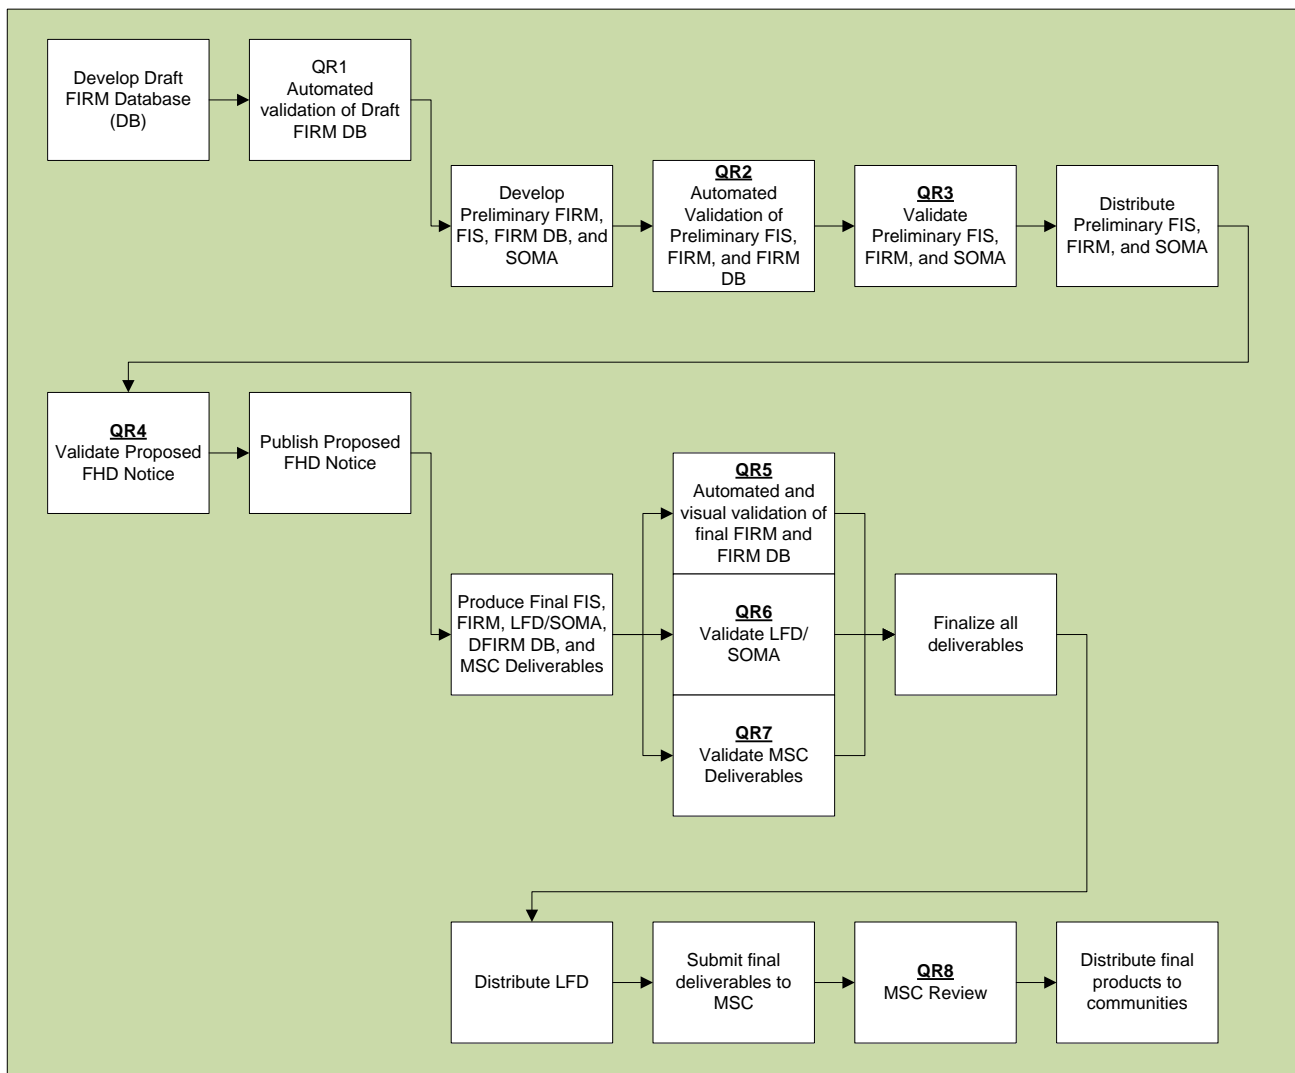 Develop Draft
FIRM Database
(DB)
QR1
Automated
validation of Draft
FIRM DB
Develop
Preliminary FIRM,
FIS, FIRM DB, and
SOMA
QR2
Automated
Validation of
Preliminary FIS,
FIRM, and FIRM
DB
QR3
Validate
Preliminary FIS,
FIRM, and SOMA
Distribute
Preliminary FIS,
FIRM, and SOMA
QR4
Validate Proposed
FHD Notice
Publish Proposed
FHD Notice
Produce Final FIS,
FIRM, LFD/SOMA,
DFIRM DB, and
MSC Deliverables
QR5
Automated and
visual validation of
final FIRM and
FIRM DB
QR6
Validate LFD/
SOMA
QR7
Validate MSC
Deliverables
Finalize all
deliverables
Distribute LFD
Submit final
deliverables to
MSC
QR8
MSC Review
Distribute final
products to
communities